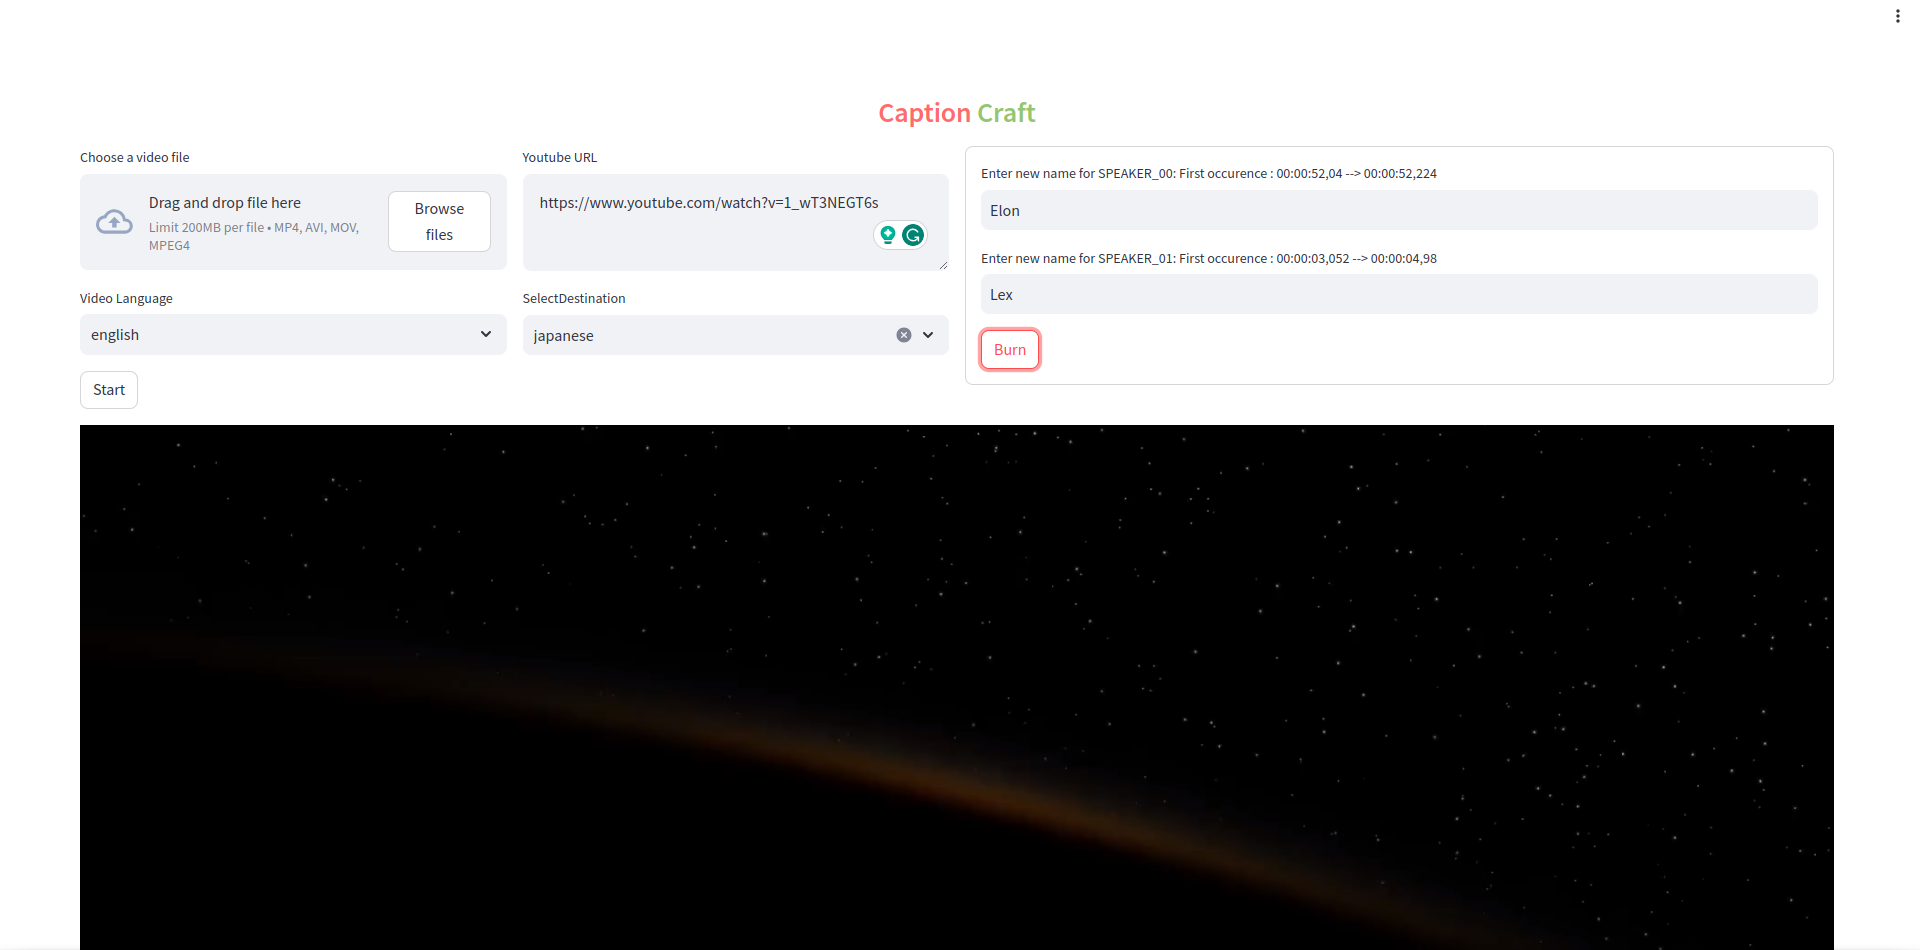 Caption Craft
Choose a video file
Drag and drop file here
Limit 200MB per file • MP4, AVI, MOV,
MPEG4
Browse
files
Youtube URL
https://www.youtube.com/watch?v=1_wT3NEGT6s
Video Language
english
SelectDestination
japanese
Start
Enter new name for SPEAKER_00: First occurence : 00:00:52,04 --> 00:00:52,224
Elon
Enter new name for SPEAKER_01: First occurence : 00:00:03,052 --> 00:00:04,98
Lex
Burn